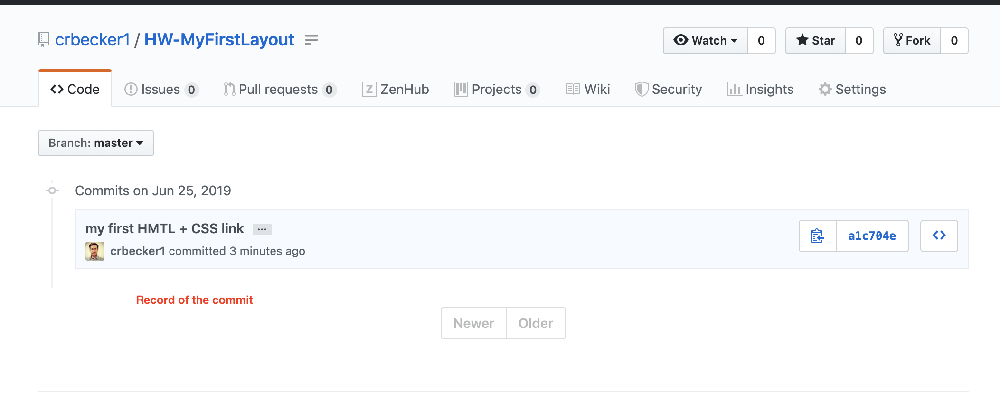 crbecker1 / HW-MyFirstLayout
Watch 0 Star 0 Fork 0
Code Issues 0 Pull requests 0 Z ZenHub Projects 0 Wiki Security Insights Settings
Branch: master
Commits on Jun 25, 2019
my first HMTL + CSS link ...
a1c704e
crbecker1 committed 3 minutes ago
Record of the commit
Newer Older